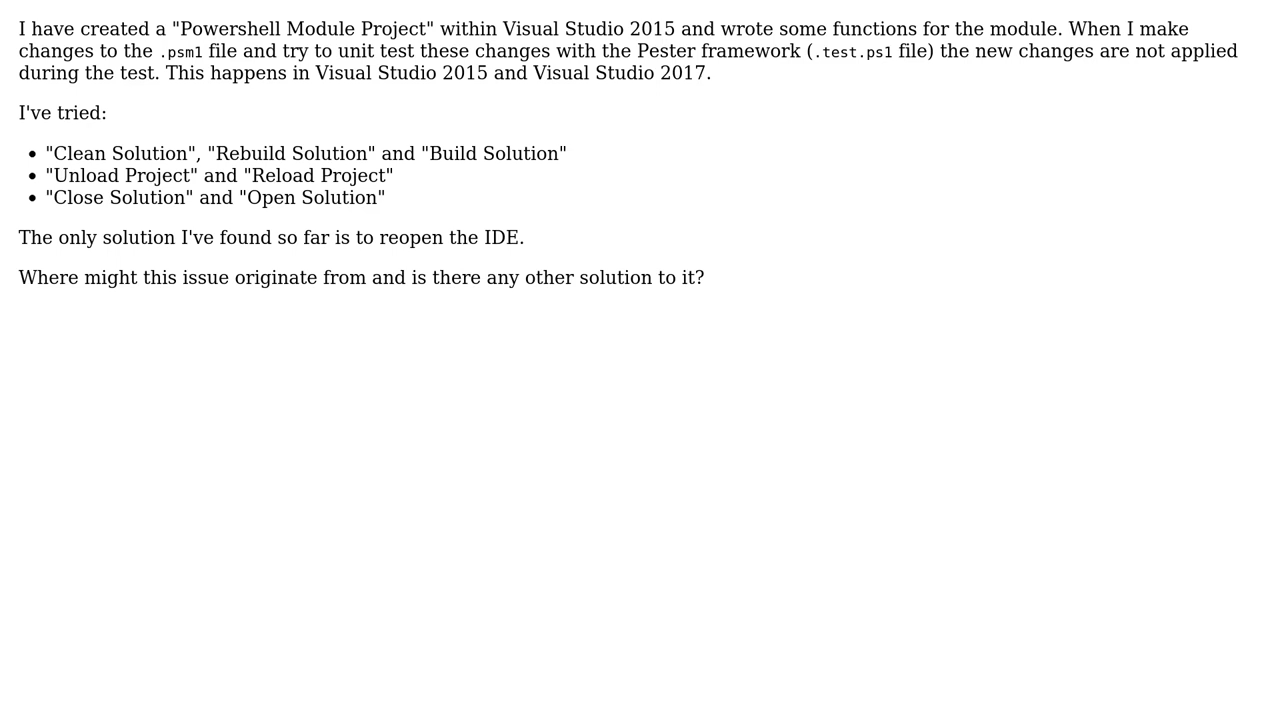 I have created a "Powershell Module Project" within Visual Studio 2015 and wrote some functions for the module. When I make
changes to the .psm1 file and try to unit test these changes with the Pester framework (.test.ps1 file) the new changes are not applied
during the test. This happens in Visual Studio 2015 and Visual Studio 2017.
I've tried:
• "Clean Solution", "Rebuild Solution" and "Build Solution"
• "Unload Project" and "Reload Project"
• "Close Solution" and "Open Solution"
The only solution I've found so far is to reopen the IDE.
Where might this issue originate from and is there any other solution to it?